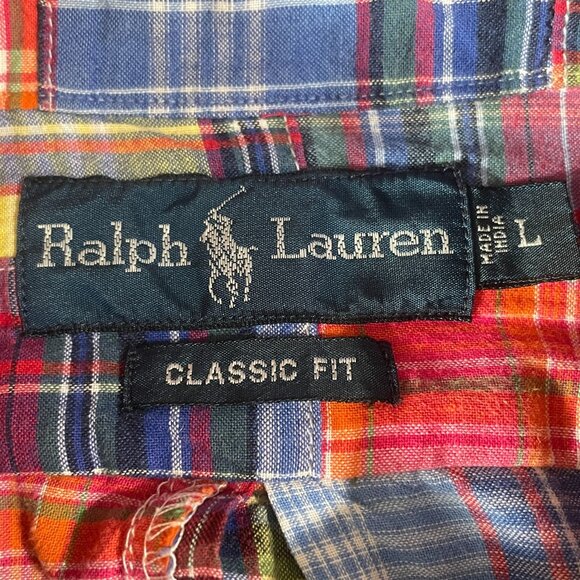 Ralph Lauren
MADE IN
INDIA
L
CLASSIC FIT